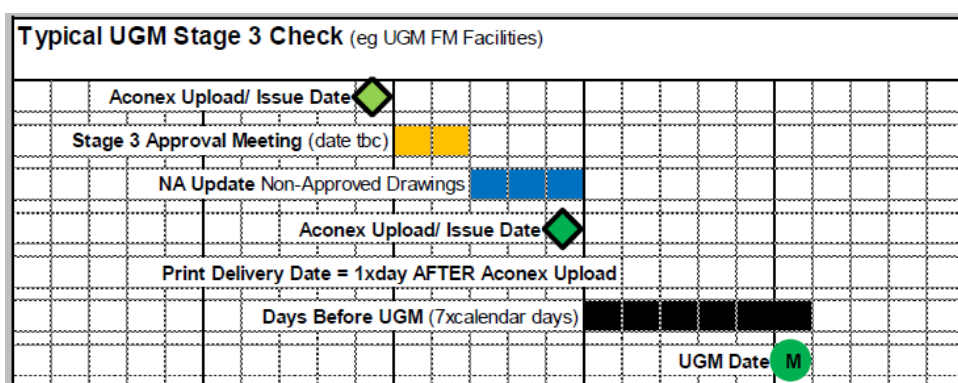 Typical UGM Stage 3 Check (eg UGM FM Facilities)
Aconex Upload/ Issue Date
Stage 3 Approval Meeting (date tbc)
NA Update Non-Approved Drawings
Aconex Upload/ Issue Date
Print Delivery Date = 1xday AFTER Aconex Upload
Days Before UGM (7xcalendar days)
UGM Date M